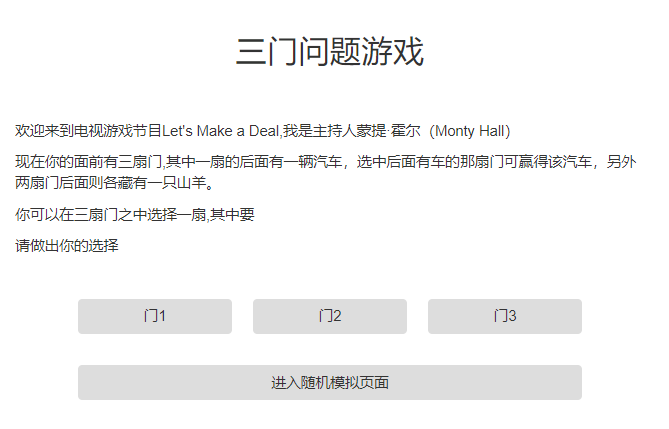 三门问题游戏
欢迎来到电视游戏节目Let's Make a Deal,我是主持人蒙提·霍尔（Monty Hall）
现在你的面前有三扇门,其中一扇的后面有一辆汽车，选中后面有车的那扇门可赢得该汽车，另外
两扇门后面则各藏有一只山羊。
你可以在三扇门之中选择一扇,其中要
请做出你的选择
门1
门2
门3
进入随机模拟页面